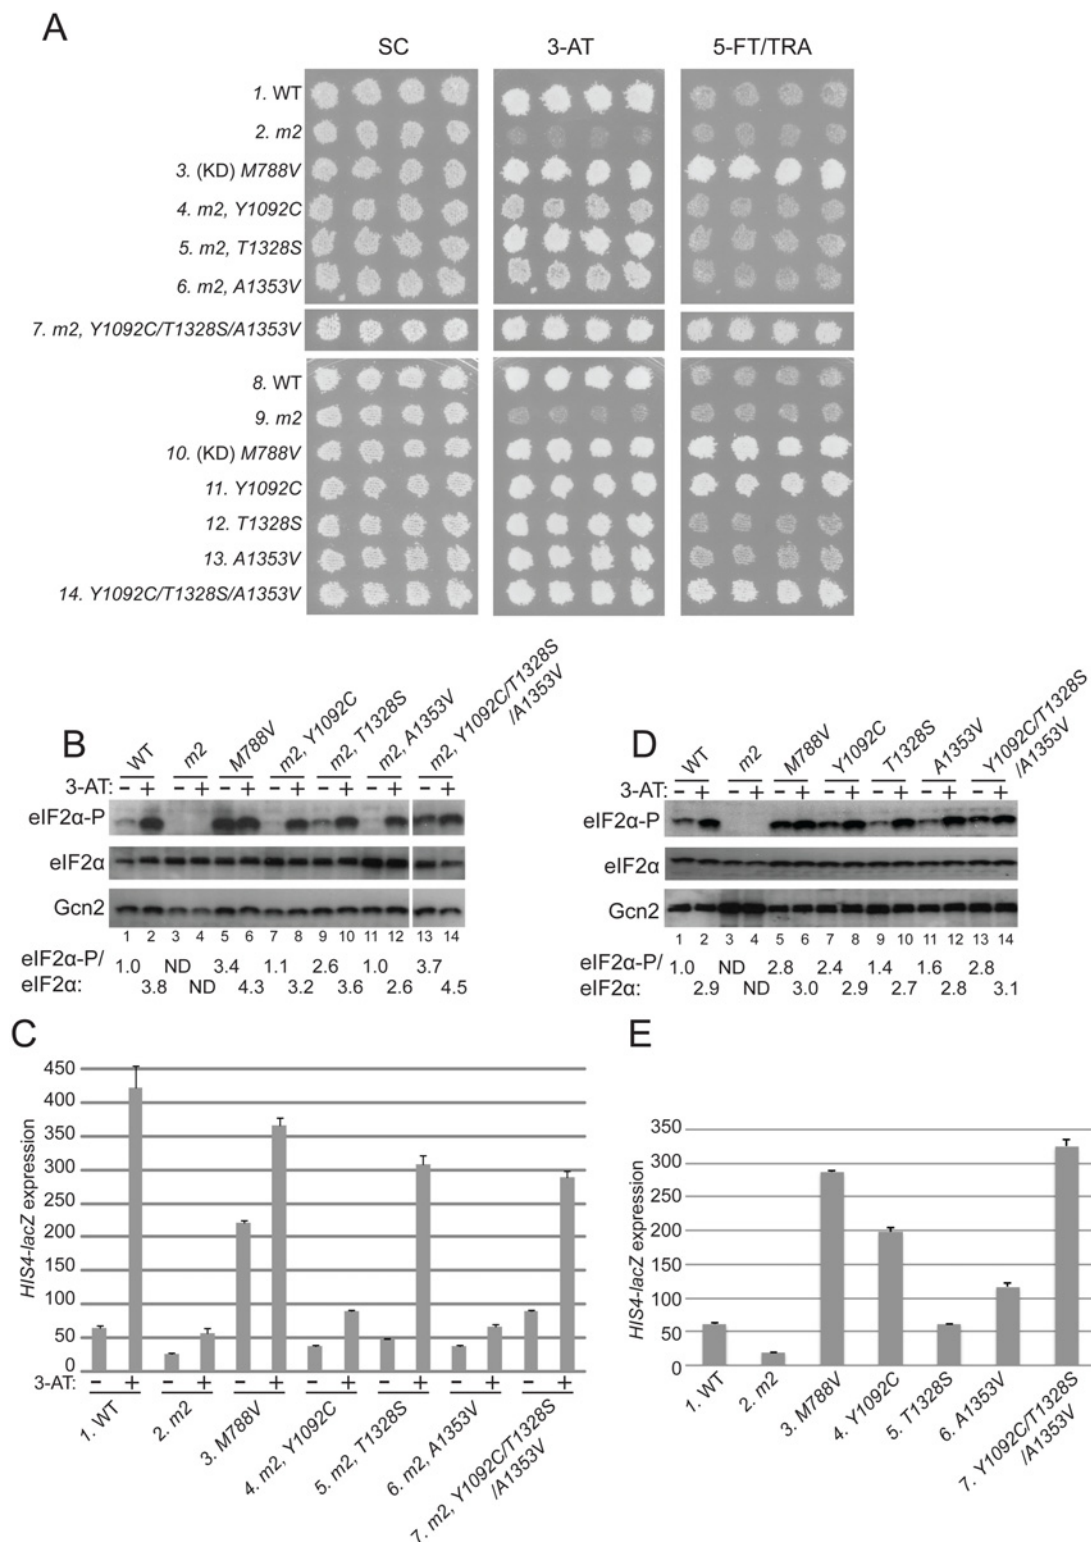 A
SC 3-AT 5-FT/TRA
1. WT
2. m2
3. (KD) M788V
4. m2, Y1092C
5. m2, T1328S
6. m2, A1353V
7. m2, Y1092C/T1328S/A1353V
8. WT
9. m2
10. (KD) M788V
11. Y1092C
12. T1328S
13. A1353V
14. Y1092C/T1328S/A1353V
B
WT
m2
M788V
m2, Y1092C
m2, T1328S
m2, A1353V
m2, Y1092C/T1328S
/A1353V
3-AT: − + − + − + − + − + − + − +
eIF2α-P
eIF2α
Gcn2
1 2 3 4 5 6 7 8 9 10 11 12 13 14
eIF2α-P/ 1.0 ND 3.4 1.1 2.6 1.0 3.7
eIF2α: 3.8 ND 4.3 3.2 3.6 2.6 4.5
D
WT
m2
M788V
Y1092C
T1328S
A1353V
Y1092C/T1328S
/A1353V
3-AT: − + − + − + − + − + − + − +
eIF2α-P
eIF2α
Gcn2
1 2 3 4 5 6 7 8 9 10 11 12 13 14
eIF2α-P/ 1.0 ND 2.8 2.4 1.4 1.6 2.8
eIF2α: 2.9 ND 3.0 2.9 2.7 2.8 3.1
C
HIS4-lacZ expression
450
400
350
300
250
200
150
100
50
0
3-AT: − + − + − + − + − + − + − +
1. WT
2. m2
3. M788V
4. m2, Y1092C
5. m2, T1328S
6. m2, A1353V
7. m2, Y1092C/T1328S
/A1353V
E
HIS4-lacZ expression
350
300
250
200
150
100
50
0
1. WT
2. m2
3. M788V
4. Y1092C
5. T1328S
6. A1353V
7. Y1092C/T1328S
/A1353V